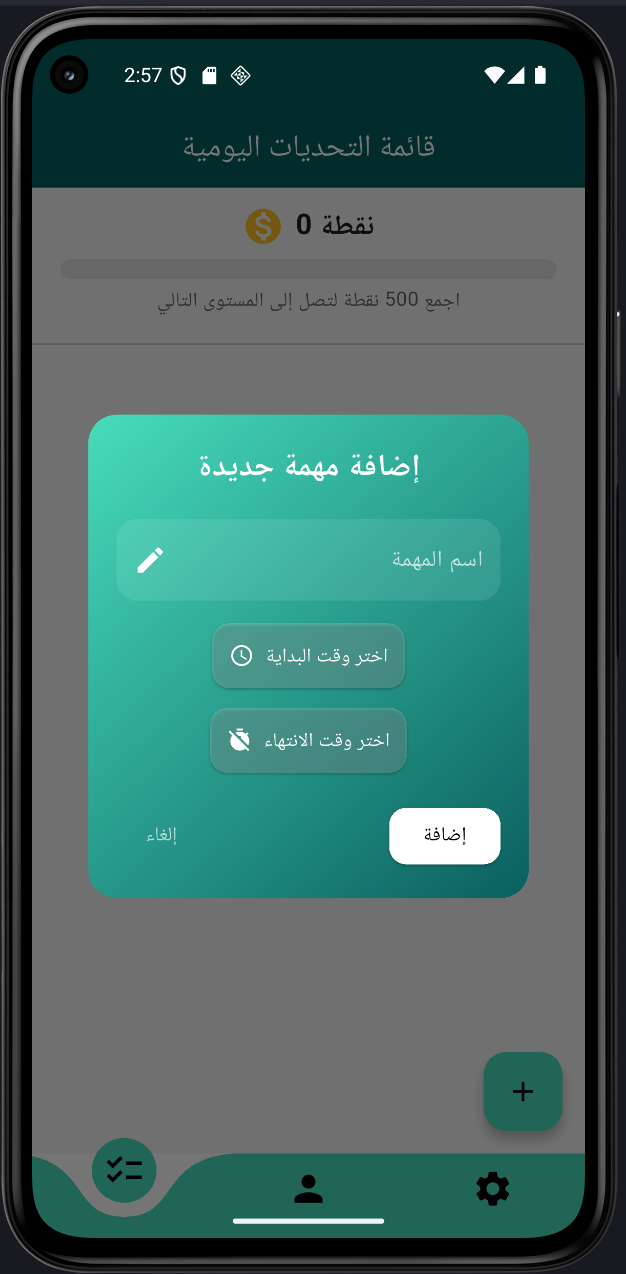 2:57
قائمة التحديات اليومية
0 نقطة
اجمع 500 نقطة لتصل إلى المستوى التالي
إضافة مهمة جديدة
اسم المهمة
اختر وقت البداية
اختر وقت الانتهاء
إضافة
إلغاء